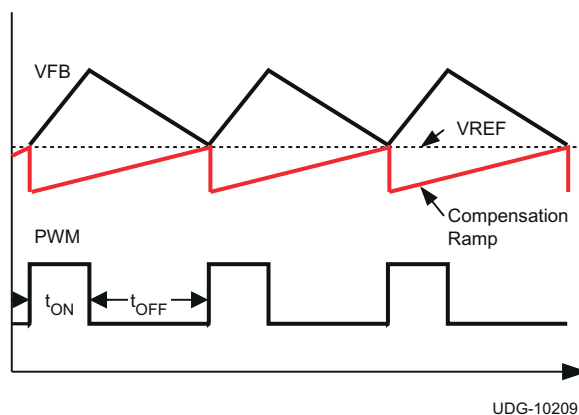 VFB
VREF
Compensation
Ramp
PWM
tON
tOFF
UDG-10209